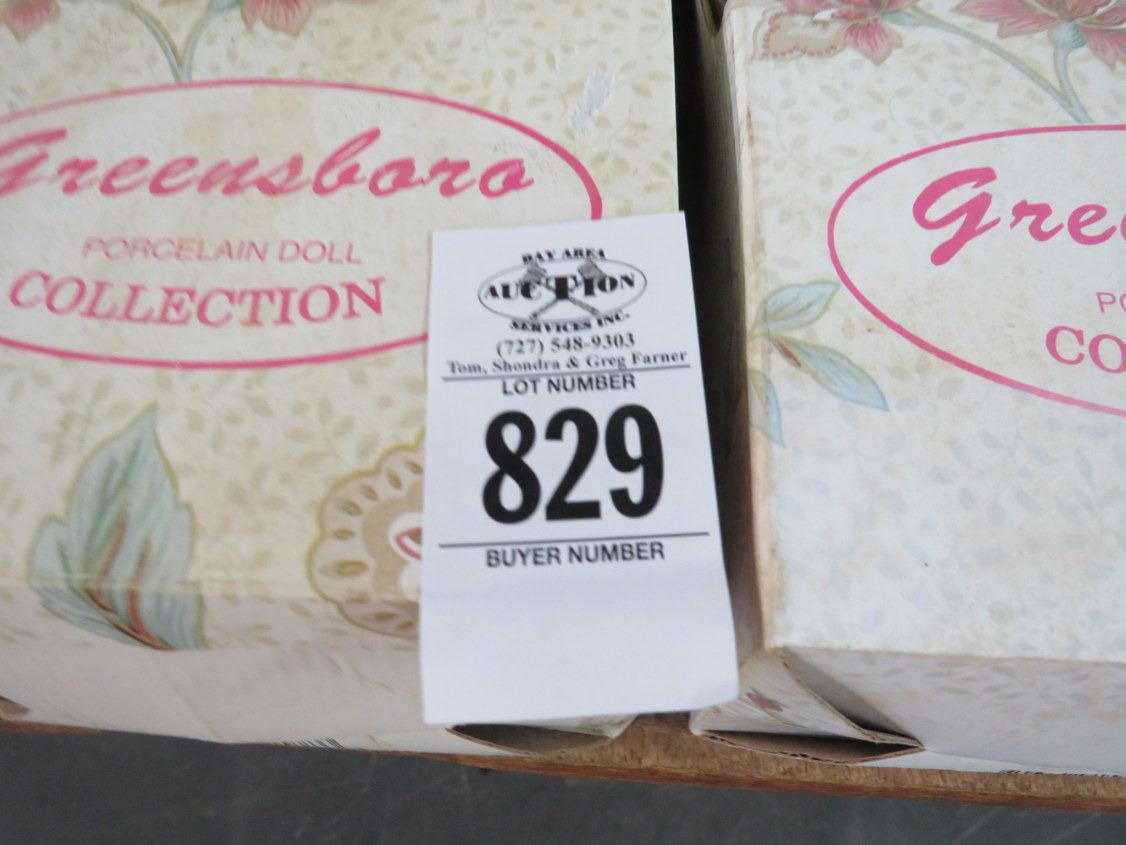 Greensboro
PORCELAIN DOLL
COLLECTION
BAY AREA
AUCTION
SERVICES INC.
(727) 548-9303
Tom, Shondra & Greg Farner
LOT NUMBER
829
BUYER NUMBER
Gre
PO
CO